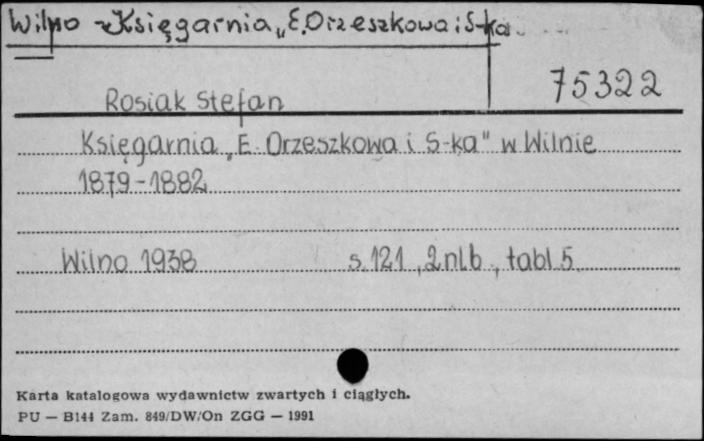 Wilno - Księgarnia „E. Orzeszkowa i S-ka
75322
Rosiak Stefan
Księgarnia „E. Orzeszkowa i S-ka" w Wilnie
1879-1882
Wilno 1938 s. 121, 2 nlb., tabl. 5
Karta katalogowa wydawnictw zwartych i ciągłych.
PU — B144 Zam. 849/DW/On ZGG — 1991